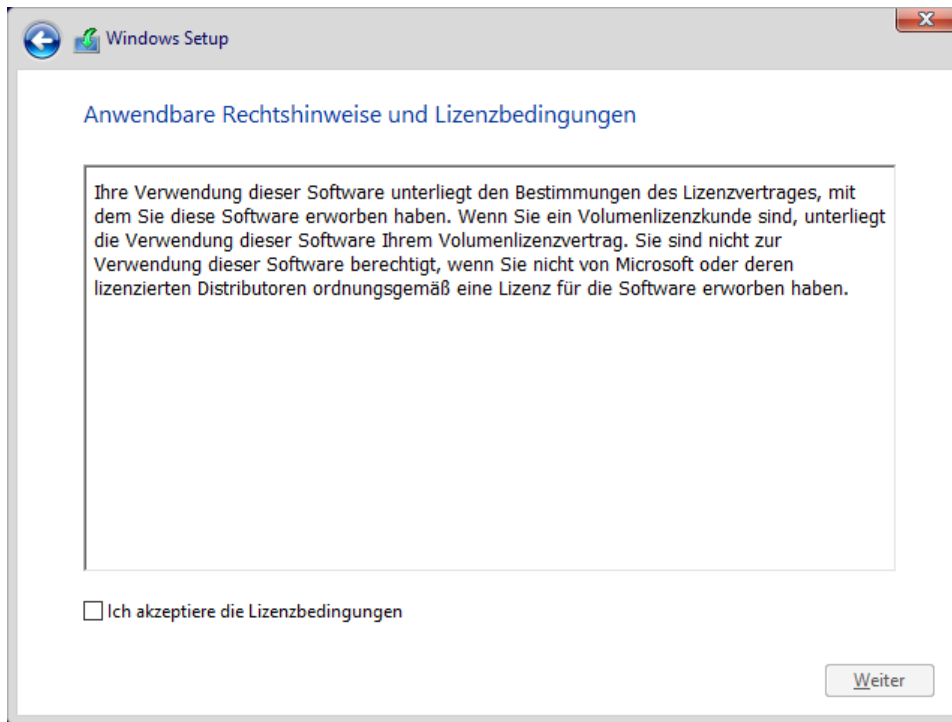 Windows Setup
Anwendbare Rechtshinweise und Lizenzbedingungen
Ihre Verwendung dieser Software unterliegt den Bestimmungen des Lizenzvertrages, mit
dem Sie diese Software erworben haben. Wenn Sie ein Volumenlizenzkunde sind, unterliegt
die Verwendung dieser Software Ihrem Volumenlizenzvertrag. Sie sind nicht zur
Verwendung dieser Software berechtigt, wenn Sie nicht von Microsoft oder deren
lizenzierten Distributoren ordnungsgemäß eine Lizenz für die Software erworben haben.
Ich akzeptiere die Lizenzbedingungen
Weiter